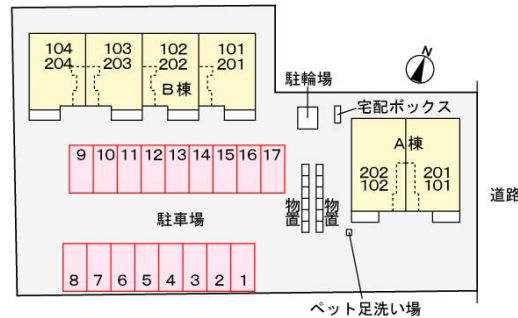 104 103 102 101
204 203 202 201
B棟
N
駐輪場
宅配ボックス
A棟
202 201
102 101
道路
9 10 11 12 13 14 15 16 17
物置 物置
駐車場
8 7 6 5 4 3 2 1
ペット足洗い場